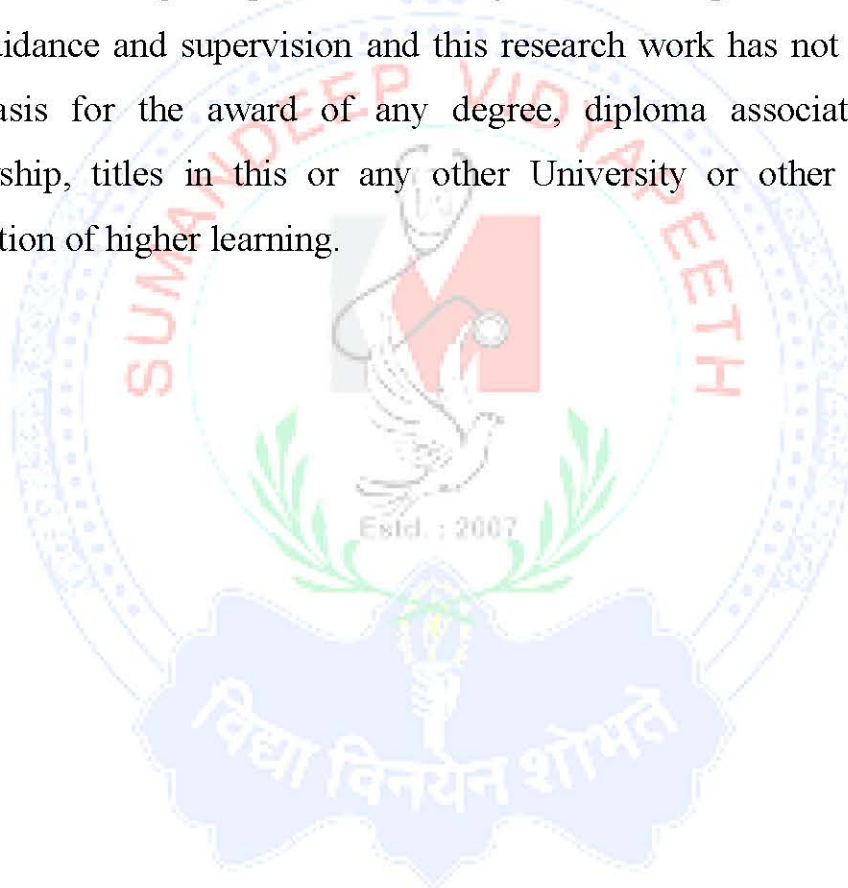 uidance and supervision and this research work has not
asis for the award of any degree, diploma associat
ship, titles in this or any other University or other
tion of higher learning.
SUMANDEEP VIDYAPEETH
Estd. : 2007
विद्या विनयेन शोभते